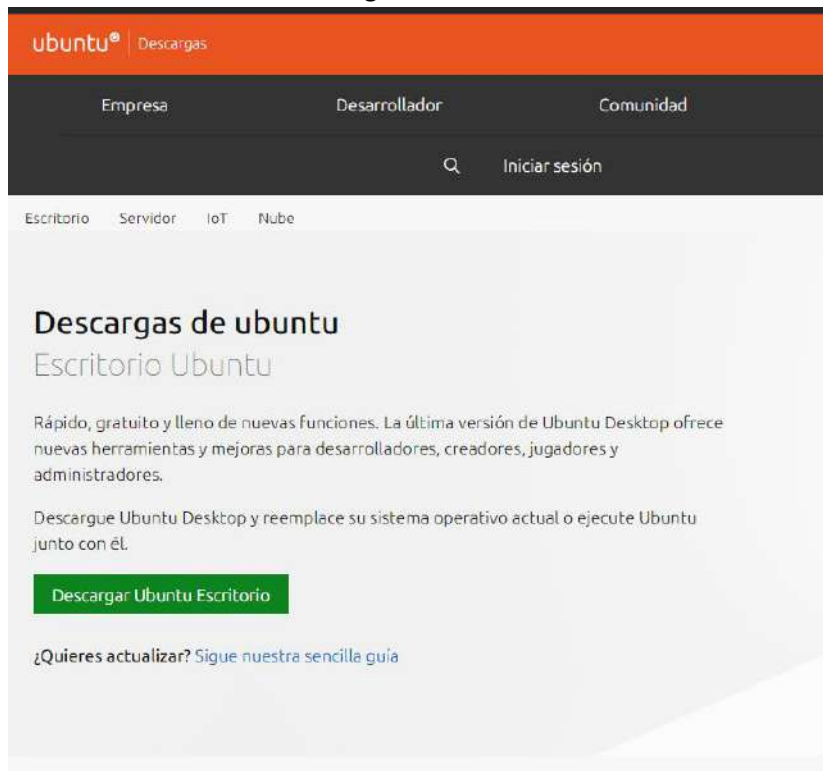 ubuntu® | Descargas
Empresa Desarrollador Comunidad
Iniciar sesión
Escritorio Servidor IoT Nube
Descargas de ubuntu
Escritorio Ubuntu
Rápido, gratuito y lleno de nuevas funciones. La última versión de Ubuntu Desktop ofrece
nuevas herramientas y mejoras para desarrolladores, creadores, jugadores y
administradores.
Descargue Ubuntu Desktop y reemplace su sistema operativo actual o ejecute Ubuntu
junto con él.
Descargar Ubuntu Escritorio
¿Quieres actualizar? Sigue nuestra sencilla guía